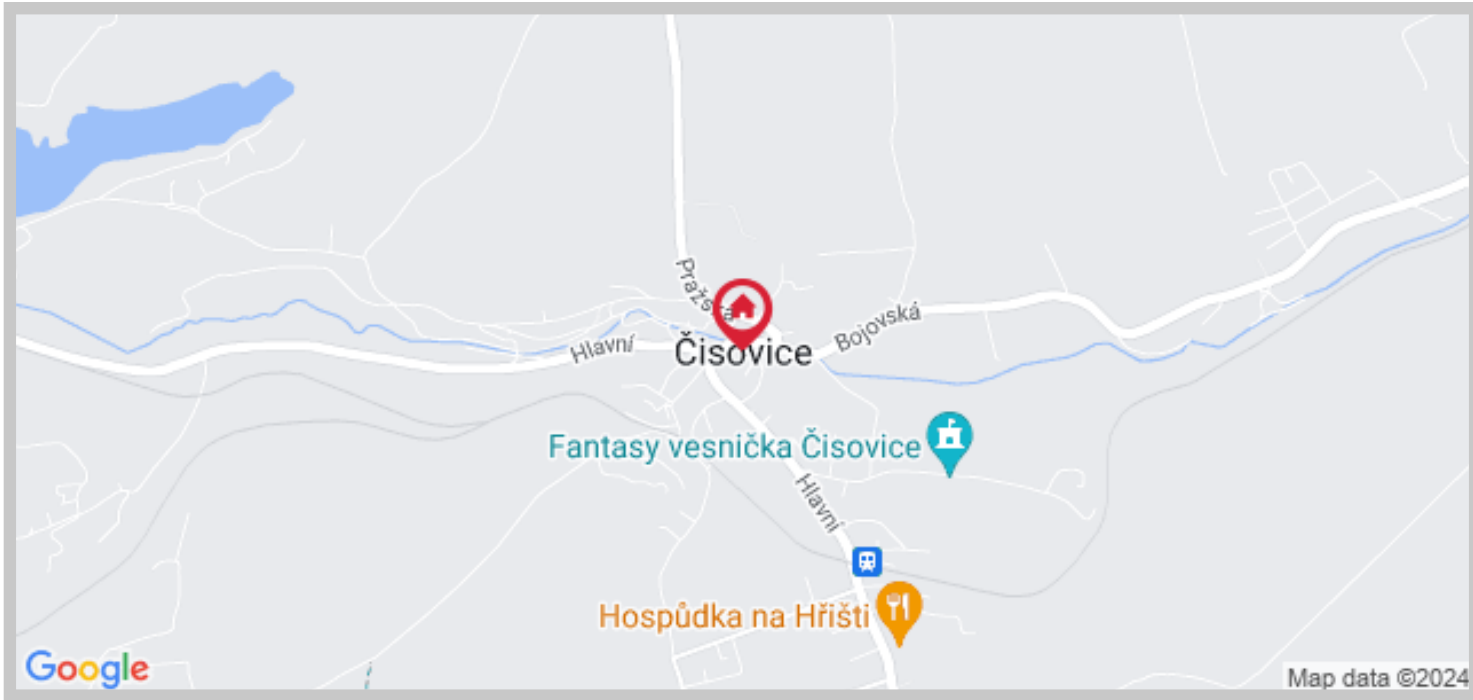 Pražská
Bojovská
Hlavní
Čisovice
Fantasy vesnička Čisovice
Hlavní
Hospůdka na Hřišti
Google
Map data ©2024